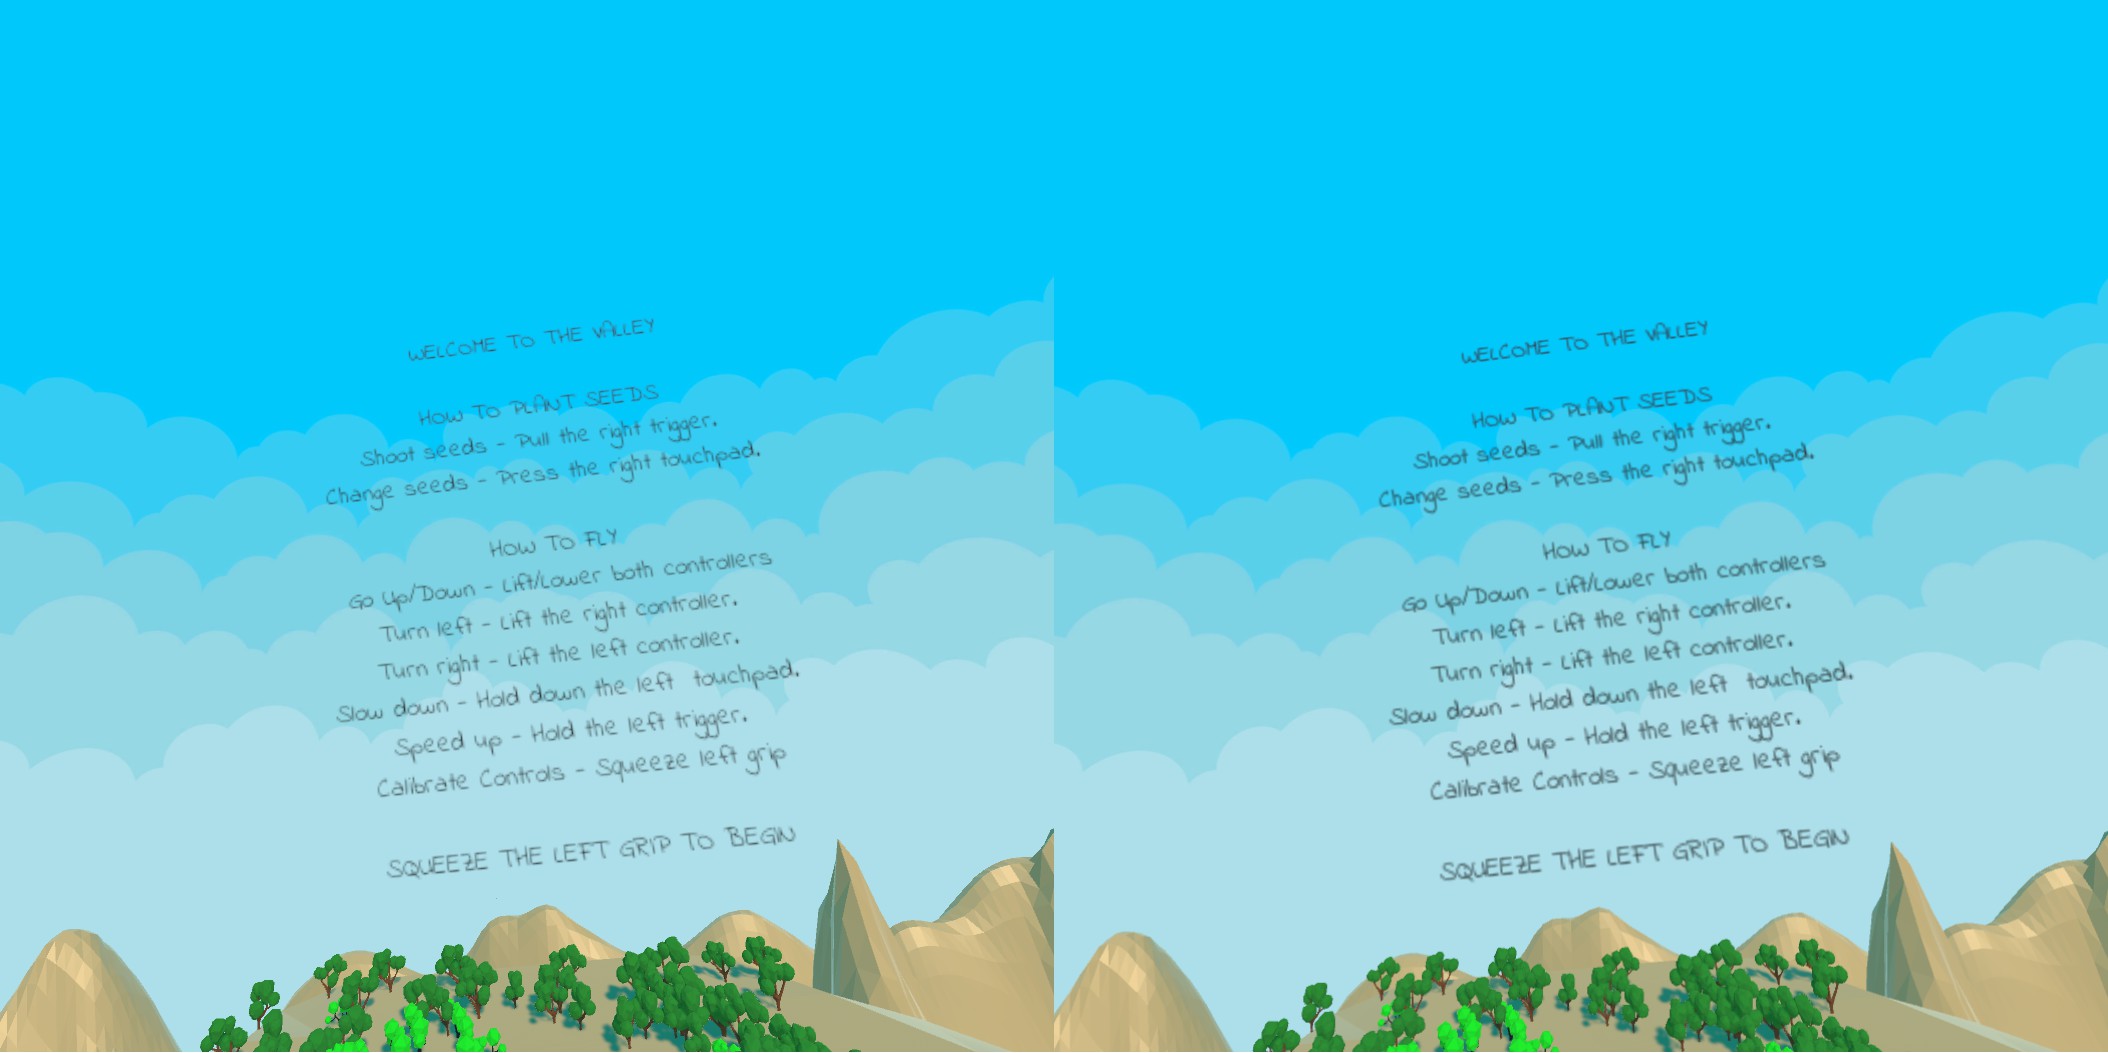 WELCOME TO THE VALLEY
HOW TO PLANT SEEDS
Shoot seeds - Pull the right trigger.
Change seeds - Press the right touchpad.
HOW TO FLY
Go Up/Down - Lift/Lower both controllers
Turn left - Lift the right controller.
Turn right - Lift the left controller.
Slow down - Hold down the left touchpad.
Speed up - Hold the left trigger.
Calibrate Controls - Squeeze left grip
SQUEEZE THE LEFT GRIP TO BEGIN
WELCOME TO THE VALLEY
HOW TO PLANT SEEDS
Shoot seeds - Pull the right trigger.
Change seeds - Press the right touchpad.
HOW TO FLY
Go Up/Down - Lift/Lower both controllers
Turn left - Lift the right controller.
Turn right - Lift the left controller.
Slow down - Hold down the left touchpad.
Speed up - Hold the left trigger.
Calibrate Controls - Squeeze left grip
SQUEEZE THE LEFT GRIP TO BEGIN